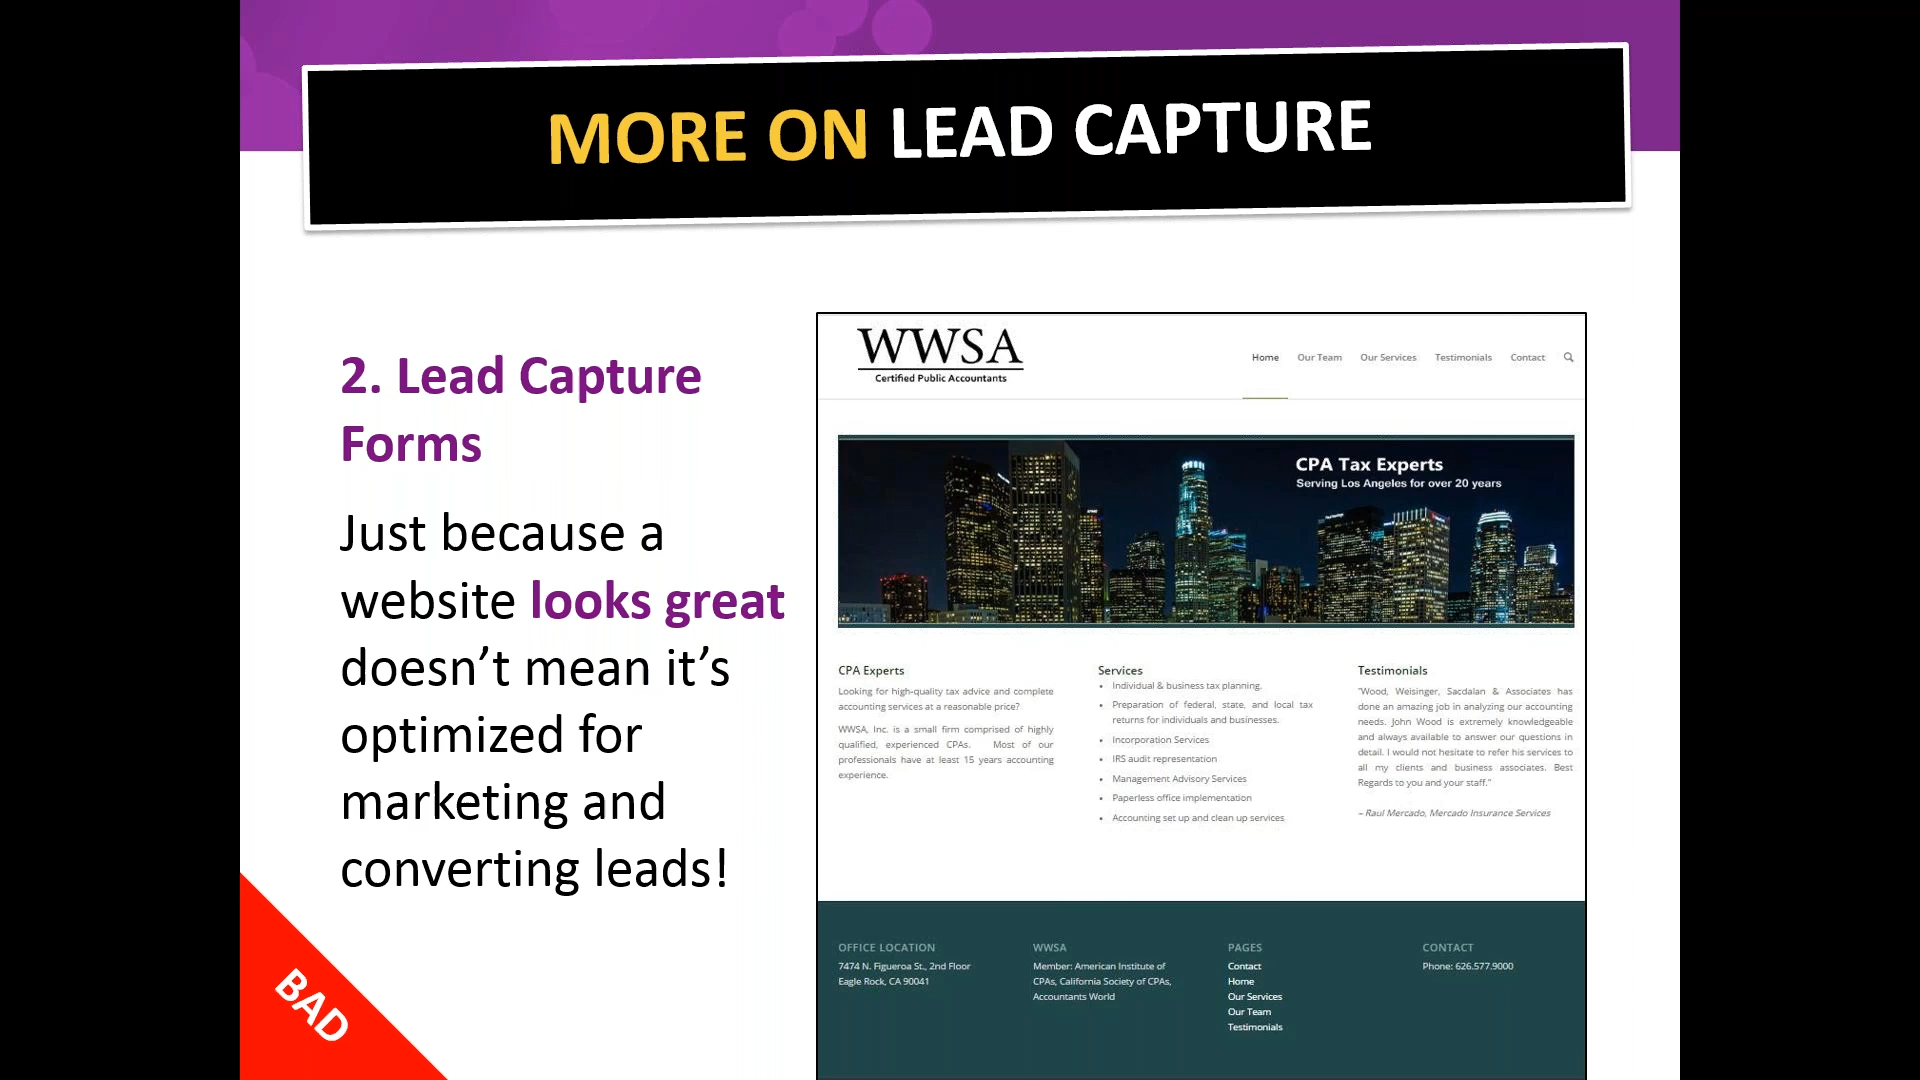 MORE ON LEAD CAPTURE
2. Lead Capture
Forms
Just because a
website looks great
doesn’t mean it’s
optimized for
marketing and
converting leads!
BAD
WWSA
Certified Public Accountants
Home Our Team Our Services Testimonials Contact
CPA Tax Experts
Serving Los Angeles for over 20 years
CPA Experts
Looking for high-quality tax advice and complete
accounting services at a reasonable price?
WWSA, Inc. is a small firm comprised of highly
qualified, experienced CPAs. Most of our
professionals have at least 15 years accounting
experience.
Services
• Individual & business tax planning.
• Preparation of federal, state, and local tax
returns for individuals and businesses.
• Incorporation Services
• IRS audit representation
• Management Advisory Services
• Paperless office implementation
• Accounting set up and clean up services
Testimonials
"Wood, Weisinger, Sacdalan & Associates has
done an amazing job in analyzing our accounting
needs. John Wood is extremely knowledgeable
and always available to answer our questions in
detail. I would not hesitate to refer his services to
all my clients and business associates. Best
Regards to you and your staff."
– Raul Mercado, Mercado Insurance Services
OFFICE LOCATION
7474 N. Figueroa St., 2nd Floor
Eagle Rock, CA 90041
WWSA
Member: American Institute of
CPAs, California Society of CPAs,
Accountants World
PAGES
Contact
Home
Our Services
Our Team
Testimonials
CONTACT
Phone: 626.577.9000